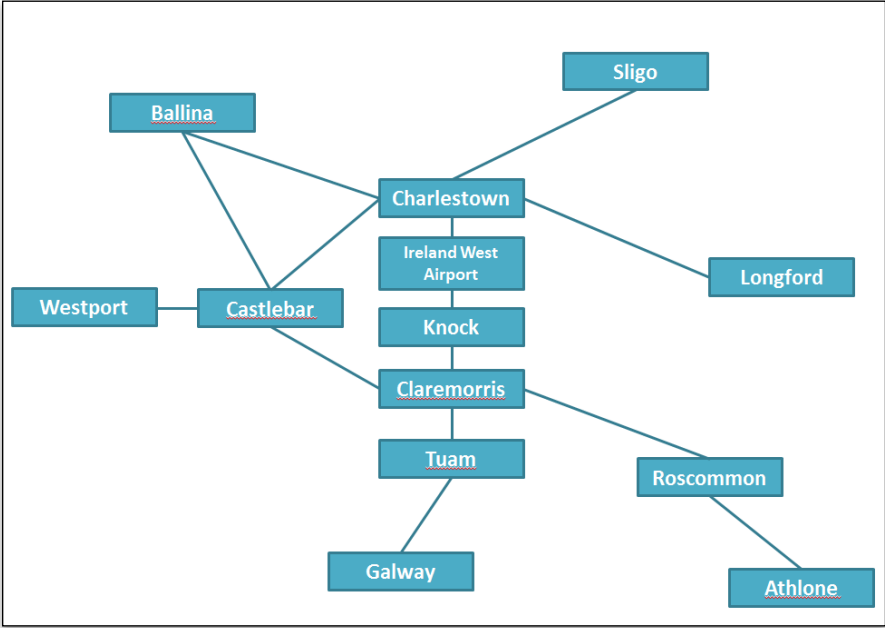 Sligo
Ballina
Charlestown
Ireland West
Airport
Longford
Westport
Castlebar
Knock
Claremorris
Tuam
Roscommon
Galway
Athlone